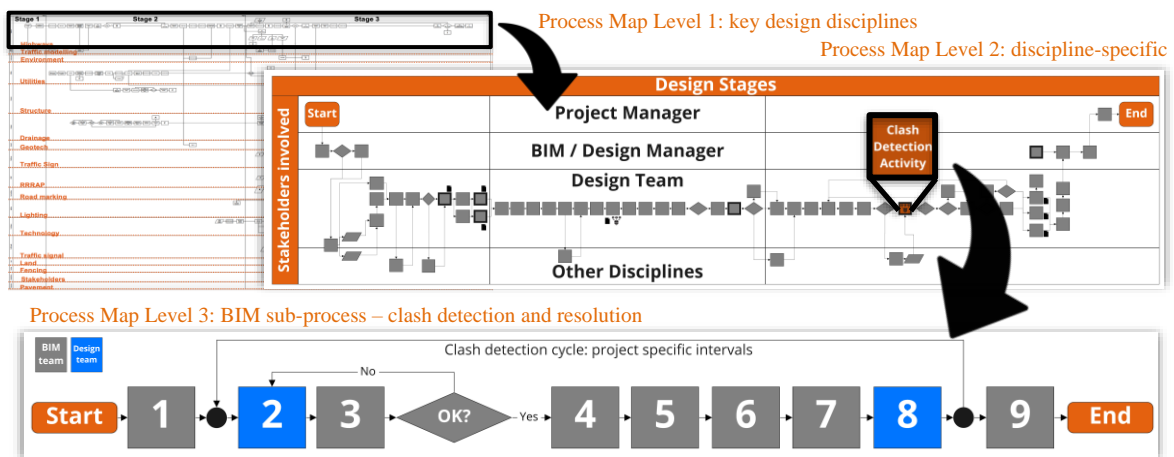 Process Map Level 1: key design disciplines
Process Map Level 2: discipline-specific
Stage 1
Stage 2
Stage 3
Highways
Traffic modelling
Environment
Utilities
Structure
Drainage
Geotech
Traffic Sign
RRRAP
Road marking
Lighting
Technology
Traffic signal
Land
Fencing
Stakeholders
Pavement
Design Stages
Stakeholders involved
Start
Project Manager
End
BIM / Design Manager
Clash
Detection
Activity
Design Team
Other Disciplines
Process Map Level 3: BIM sub-process – clash detection and resolution
BIM
team
Design
team
Clash detection cycle: project specific intervals
No
Start
1
2
3
OK?
Yes
4
5
6
7
8
9
End